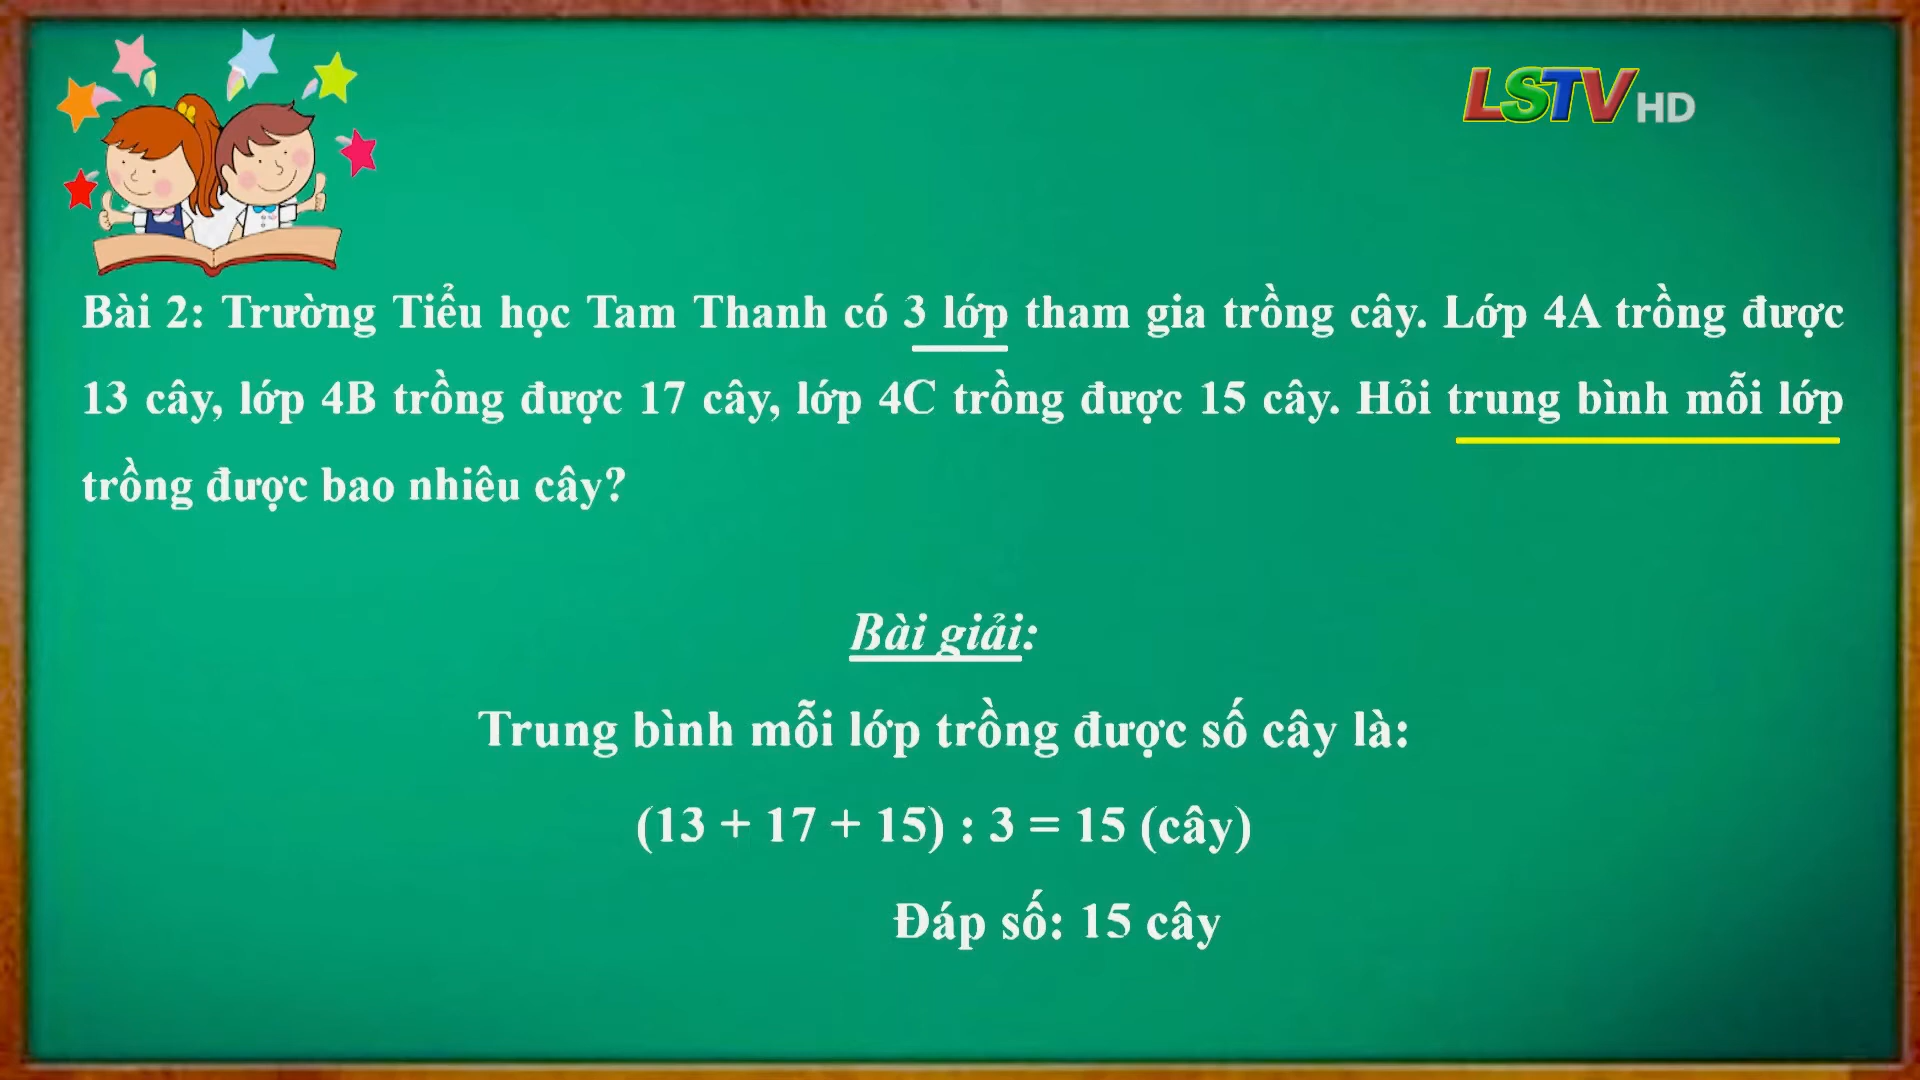 LSTV HD
Bài 2: Trường Tiểu học Tam Thanh có 3 lớp tham gia trồng cây. Lớp 4A trồng được
13 cây, lớp 4B trồng được 17 cây, lớp 4C trồng được 15 cây. Hỏi trung bình mỗi lớp
trồng được bao nhiêu cây?
Bài giải:
Trung bình mỗi lớp trồng được số cây là:
(13 + 17 + 15) : 3 = 15 (cây)
Đáp số: 15 cây